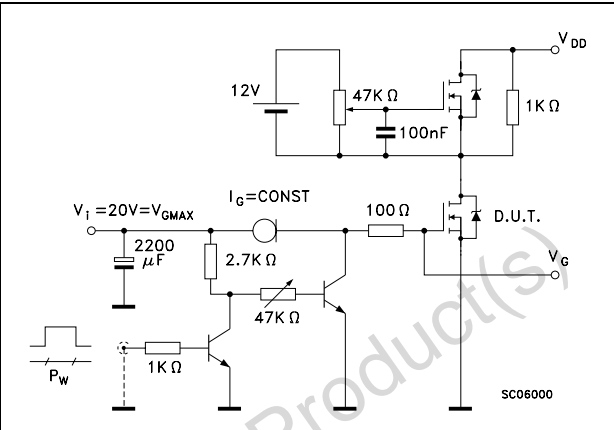 V DD
12V
47K Ω
1K Ω
100nF
I G =CONST
V i =20V=V GMAX
100 Ω
D.U.T.
2200
μF
2.7K Ω
V G
47K Ω
1K Ω
P W
SC06000
Product(s)